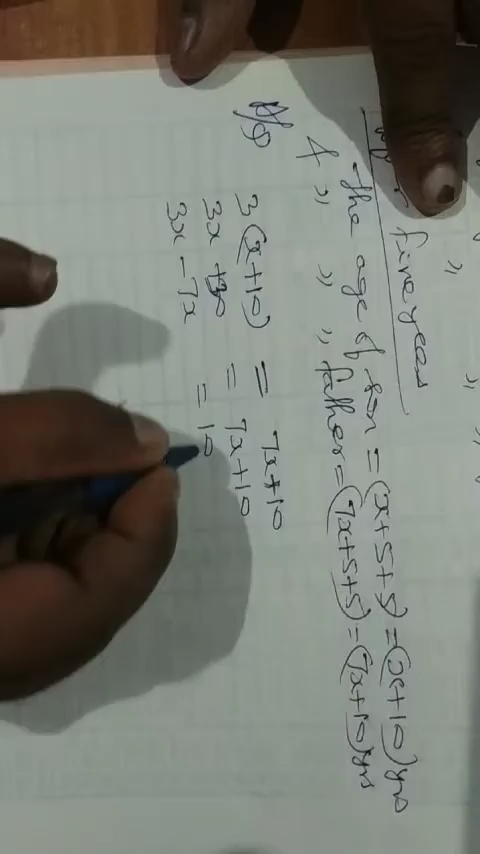 five years
The age of son = (x+5+5) = (x+10) yrs
" " " father = (7x+5+5) = (7x+10) yrs
A/Q
3(x+10) = 7x+10
3x +30 = 7x+10
3x - 7x = 10